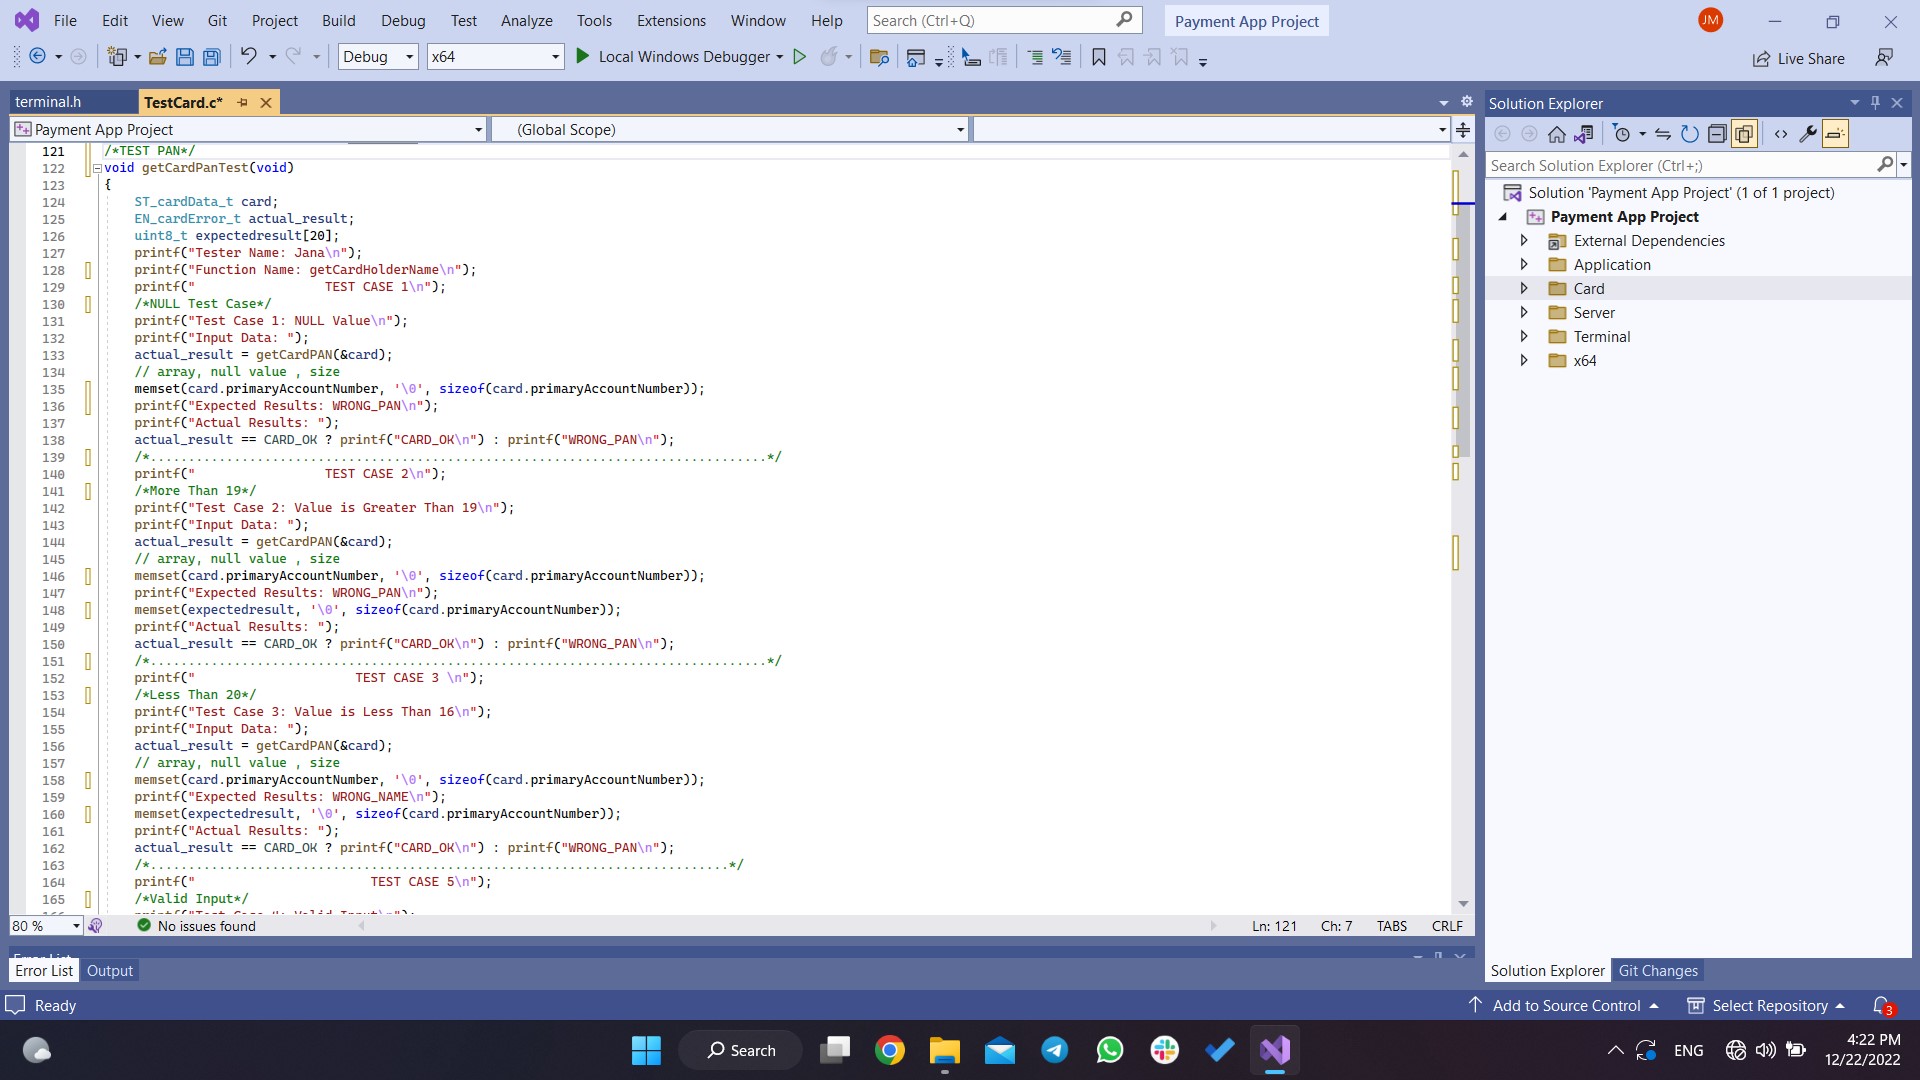 File Edit View Git Project Build Debug Test Analyze Tools Extensions Window Help Search (Ctrl+Q) Payment App Project JM
Debug x64 Local Windows Debugger Live Share
terminal.h TestCard.c*
Payment App Project (Global Scope)
121 /*TEST PAN*/
122 void getCardPanTest(void)
123 {
124 ST_cardData_t card;
125 EN_cardError_t actual_result;
126 uint8_t expectedresult[20];
127 printf("Tester Name: Jana\n");
128 printf("Function Name: getCardHolderName\n");
129 printf("                 TEST CASE 1\n");
130 /*NULL Test Case*/
131 printf("Test Case 1: NULL Value\n");
132 printf("Input Data: ");
133 actual_result = getCardPAN(&card);
134 // array, null value , size
135 memset(card.primaryAccountNumber, '\0', sizeof(card.primaryAccountNumber));
136 printf("Expected Results: WRONG_PAN\n");
137 printf("Actual Results: ");
138 actual_result == CARD_OK ? printf("CARD_OK\n") : printf("WRONG_PAN\n");
139 /*.................................................................................*/
140 printf("                 TEST CASE 2\n");
141 /*More Than 19*/
142 printf("Test Case 2: Value is Greater Than 19\n");
143 printf("Input Data: ");
144 actual_result = getCardPAN(&card);
145 // array, null value , size
146 memset(card.primaryAccountNumber, '\0', sizeof(card.primaryAccountNumber));
147 printf("Expected Results: WRONG_PAN\n");
148 memset(expectedresult, '\0', sizeof(card.primaryAccountNumber));
149 printf("Actual Results: ");
150 actual_result == CARD_OK ? printf("CARD_OK\n") : printf("WRONG_PAN\n");
151 /*.................................................................................*/
152 printf("                     TEST CASE 3 \n");
153 /*Less Than 20*/
154 printf("Test Case 3: Value is Less Than 16\n");
155 printf("Input Data: ");
156 actual_result = getCardPAN(&card);
157 // array, null value , size
158 memset(card.primaryAccountNumber, '\0', sizeof(card.primaryAccountNumber));
159 printf("Expected Results: WRONG_NAME\n");
160 memset(expectedresult, '\0', sizeof(card.primaryAccountNumber));
161 printf("Actual Results: ");
162 actual_result == CARD_OK ? printf("CARD_OK\n") : printf("WRONG_PAN\n");
163 /*............................................................................*/
164 printf("                       TEST CASE 5\n");
165 /*Valid Input*/
166 printf("Test Case 4: Valid Input\n");
80 % No issues found Ln: 121 Ch: 7 TABS CRLF
Error List
Error List Output
Solution Explorer
Search Solution Explorer (Ctrl+;)
Solution 'Payment App Project' (1 of 1 project)
Payment App Project
External Dependencies
Application
Card
Server
Terminal
x64
Solution Explorer Git Changes
Ready Add to Source Control Select Repository 3
Search ENG 4:22 PM
12/22/2022